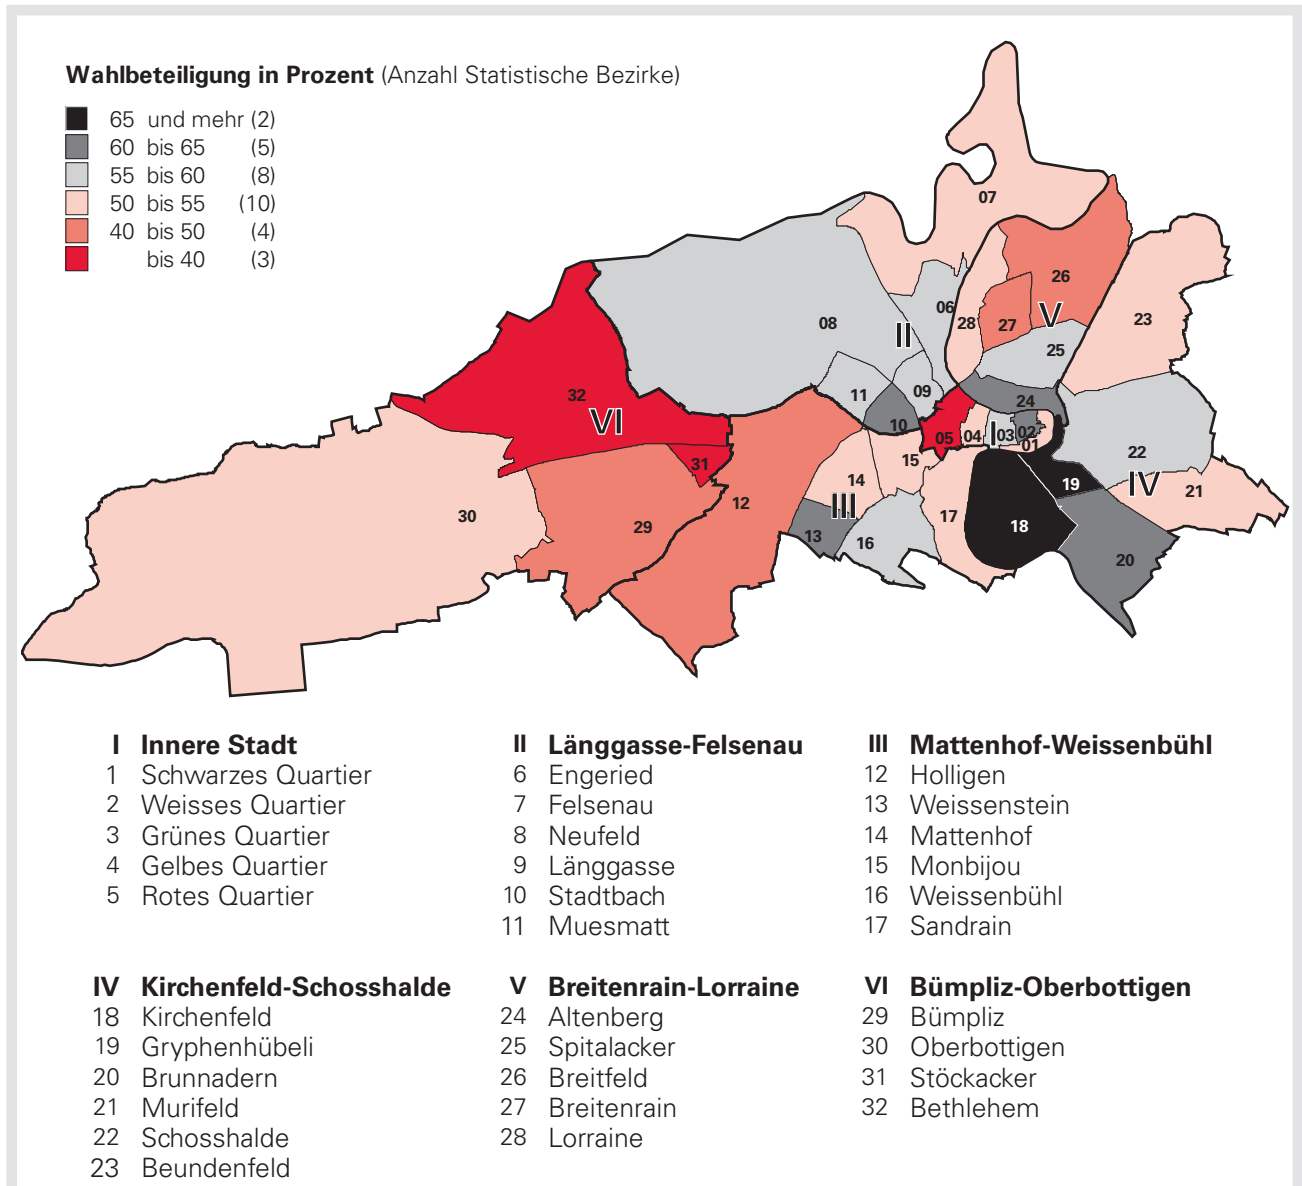 Wahlbeteiligung in Prozent (Anzahl Statistische Bezirke)
65 und mehr (2)
60 bis 65 (5)
55 bis 60 (8)
50 bis 55 (10)
40 bis 50 (4)
bis 40 (3)
07
26
23
06
08
II
28
27
V
25
32
11
09
24
VI
10
05
04
I
03
02
01
22
31
15
19
IV
21
14
12
III
30
29
17
18
13
16
20
I Innere Stadt
1 Schwarzes Quartier
2 Weisses Quartier
3 Grünes Quartier
4 Gelbes Quartier
5 Rotes Quartier
II Länggasse-Felsenau
6 Engeried
7 Felsenau
8 Neufeld
9 Länggasse
10 Stadtbach
11 Muesmatt
III Mattenhof-Weissenbühl
12 Holligen
13 Weissenstein
14 Mattenhof
15 Monbijou
16 Weissenbühl
17 Sandrain
IV Kirchenfeld-Schosshalde
18 Kirchenfeld
19 Gryphenhübeli
20 Brunnadern
21 Murifeld
22 Schosshalde
23 Beundenfeld
V Breitenrain-Lorraine
24 Altenberg
25 Spitalacker
26 Breitfeld
27 Breitenrain
28 Lorraine
VI Bümpliz-Oberbottigen
29 Bümpliz
30 Oberbottigen
31 Stöckacker
32 Bethlehem